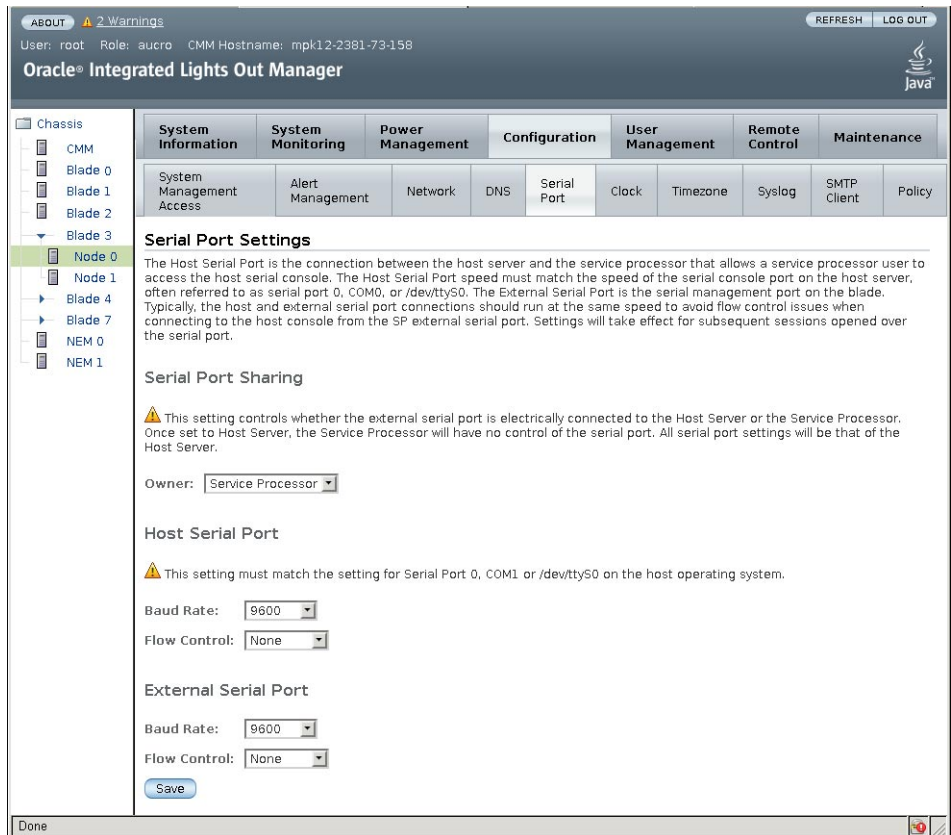 ABOUT 2 Warnings REFRESH LOG OUT
User: root Role: aucro CMM Hostname: mpk12-2381-73-158
Oracle® Integrated Lights Out Manager
Java™
Chassis
CMM
Blade 0
Blade 1
Blade 2
Blade 3
Node 0
Node 1
Blade 4
Blade 7
NEM 0
NEM 1
System Information
System Monitoring
Power Management
Configuration
User Management
Remote Control
Maintenance
System Management Access
Alert Management
Network
DNS
Serial Port
Clock
Timezone
Syslog
SMTP Client
Policy
Serial Port Settings
The Host Serial Port is the connection between the host server and the service processor that allows a service processor user to
access the host serial console. The Host Serial Port speed must match the speed of the serial console port on the host server,
often referred to as serial port 0, COM0, or /dev/ttyS0. The External Serial Port is the serial management port on the blade.
Typically, the host and external serial port connections should run at the same speed to avoid flow control issues when
connecting to the host console from the SP external serial port. Settings will take effect for subsequent sessions opened over
the serial port.
Serial Port Sharing
This setting controls whether the external serial port is electrically connected to the Host Server or the Service Processor.
Once set to Host Server, the Service Processor will have no control of the serial port. All serial port settings will be that of the
Host Server.
Owner: Service Processor
Host Serial Port
This setting must match the setting for Serial Port 0, COM1 or /dev/ttyS0 on the host operating system.
Baud Rate: 9600
Flow Control: None
External Serial Port
Baud Rate: 9600
Flow Control: None
Save
Done